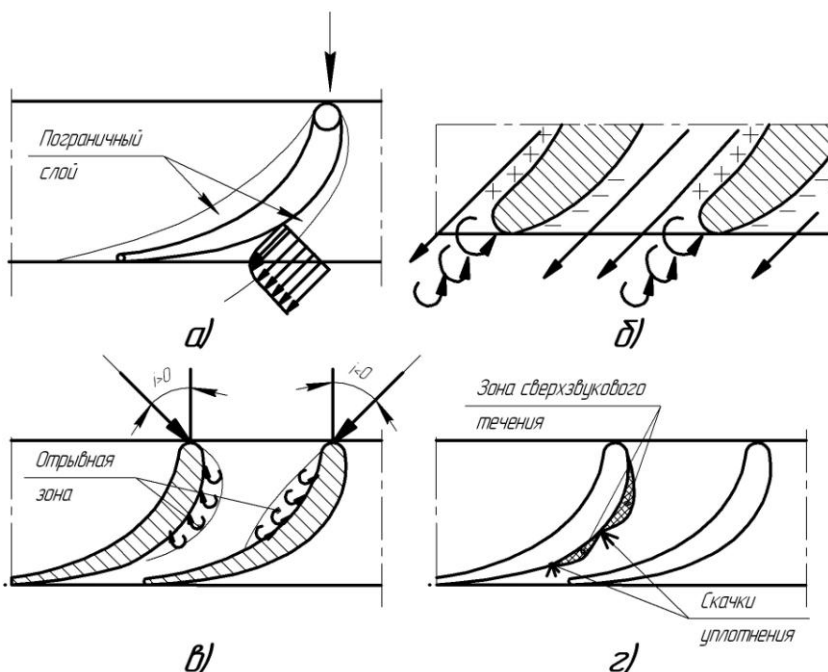 Пограничный
слой
а)
б)
i>0
i<0
Отрывная
зона
в)
Зона сверхзвукового
течения
Скачки
уплотнения
г)